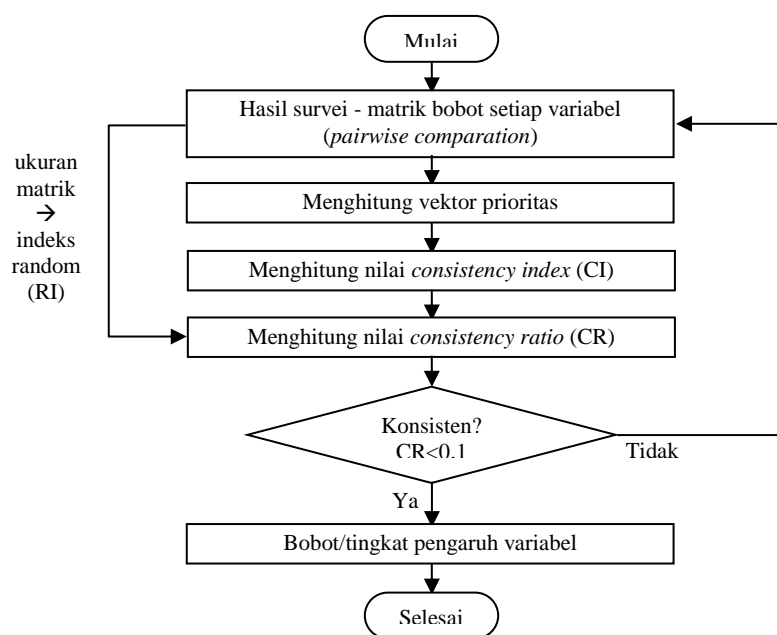 Mulai
Hasil survei - matrik bobot setiap variabel
(pairwise comparation)
ukuran
matrik
→
indeks
random
(RI)
Menghitung vektor prioritas
Menghitung nilai consistency index (CI)
Menghitung nilai consistency ratio (CR)
Konsisten?
CR<0.1
Tidak
Ya
Bobot/tingkat pengaruh variabel
Selesai